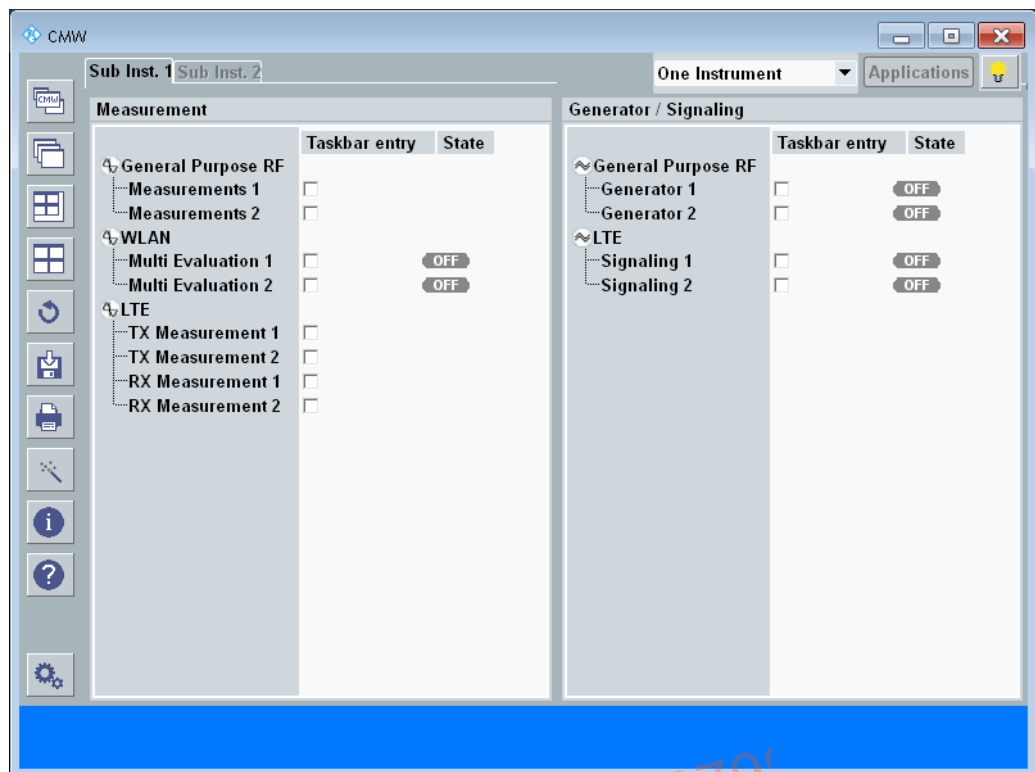 CMW
Sub Inst. 1 Sub Inst. 2
One Instrument
Applications
CMW
Measurement
Taskbar entry State
General Purpose RF
Measurements 1
Measurements 2
WLAN
Multi Evaluation 1 OFF
Multi Evaluation 2 OFF
LTE
TX Measurement 1
TX Measurement 2
RX Measurement 1
RX Measurement 2
Generator / Signaling
Taskbar entry State
General Purpose RF
Generator 1 OFF
Generator 2 OFF
LTE
Signaling 1 OFF
Signaling 2 OFF